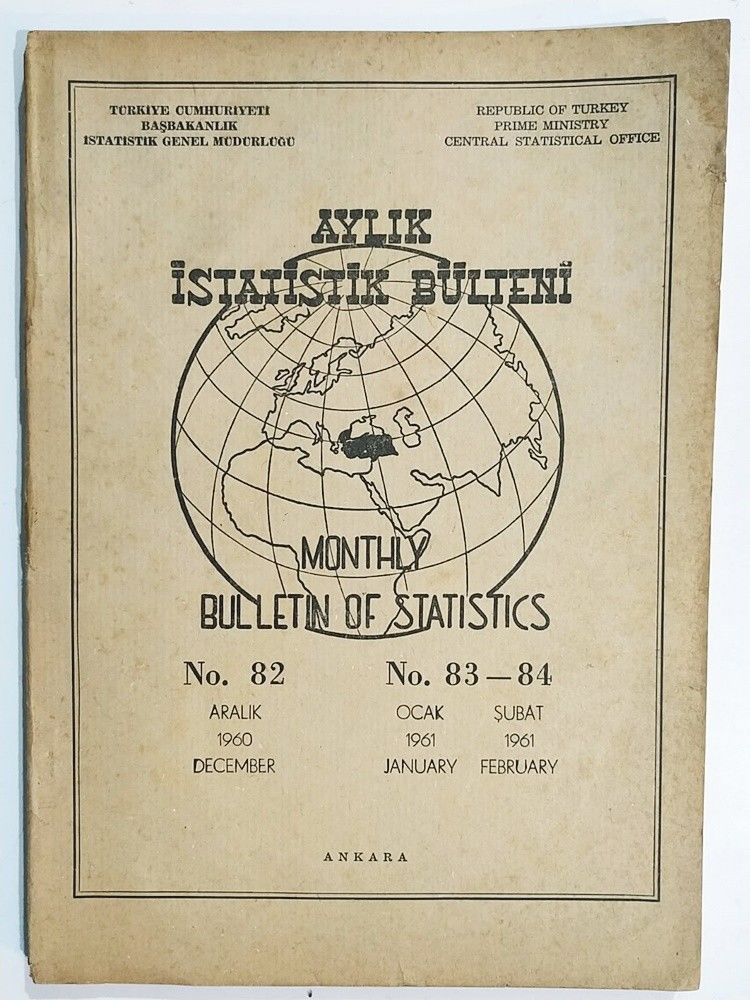 TÜRKİYE CUMHURİYETİ
BAŞBAKANLIK
İSTATİSTİK GENEL MÜDÜRLÜĞÜ
REPUBLIC OF TURKEY
PRIME MINISTRY
CENTRAL STATISTICAL OFFICE
AYLIK
İSTATİSTİK BÜLTENİ
MONTHLY
BULLETIN OF STATISTICS
No. 82
ARALIK
1960
DECEMBER
No. 83—84
OCAK ŞUBAT
1961 1961
JANUARY FEBRUARY
ANKARA